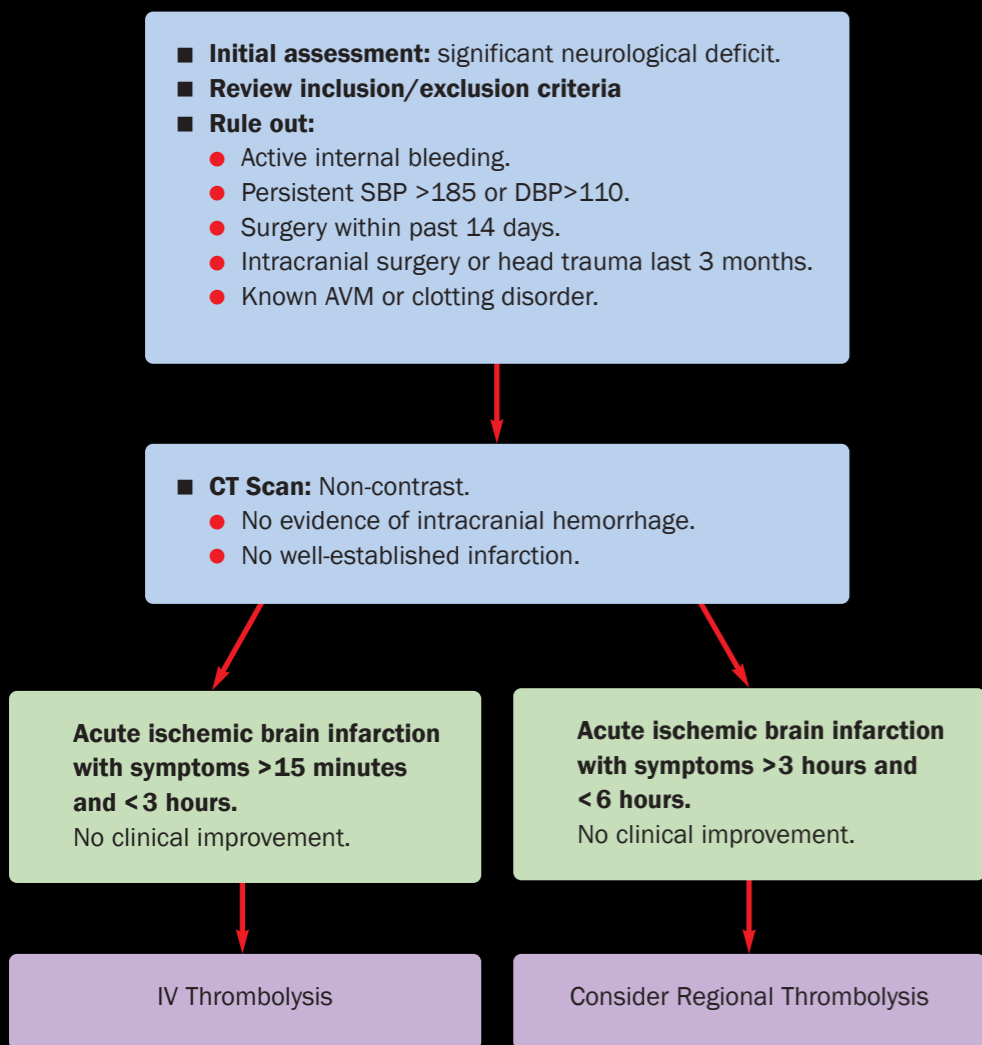 ■ Initial assessment: significant neurological deficit.
■ Review inclusion/exclusion criteria
■ Rule out:
● Active internal bleeding.
● Persistent SBP >185 or DBP>110.
● Surgery within past 14 days.
● Intracranial surgery or head trauma last 3 months.
● Known AVM or clotting disorder.
■ CT Scan: Non-contrast.
● No evidence of intracranial hemorrhage.
● No well-established infarction.
Acute ischemic brain infarction
with symptoms >15 minutes
and <3 hours.
No clinical improvement.
Acute ischemic brain infarction
with symptoms >3 hours and
<6 hours.
No clinical improvement.
IV Thrombolysis
Consider Regional Thrombolysis